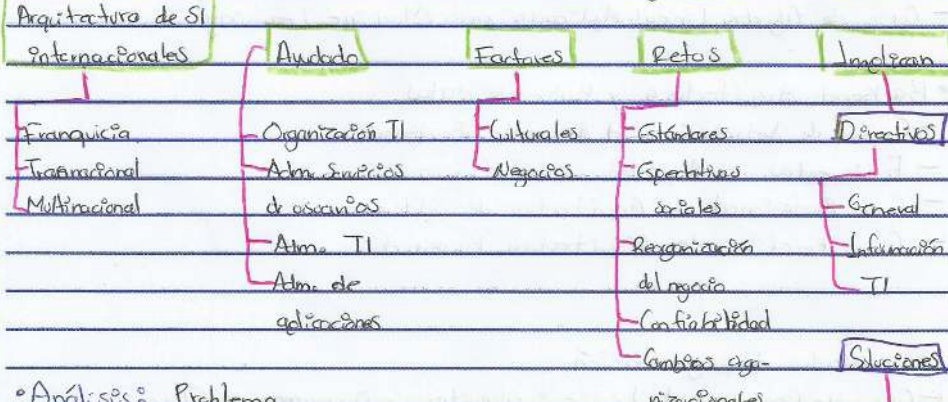 Arquitectura de SI
internacionales
Franquicia
Trasnacional
Multinacional
Ayudado
Organización TI
Adm. Servicios
de usuarios
Adm. TI
Adm. de
aplicaciones
Factores
Culturales
Negocios
Retos
Estándares
Espectativas
sociales
Reorganización
del negocio
Confiabilidad
Cambios orga-
nizacionales
Implican
Directivos
General
Información
TI
Soluciones
•Análisis: Problema